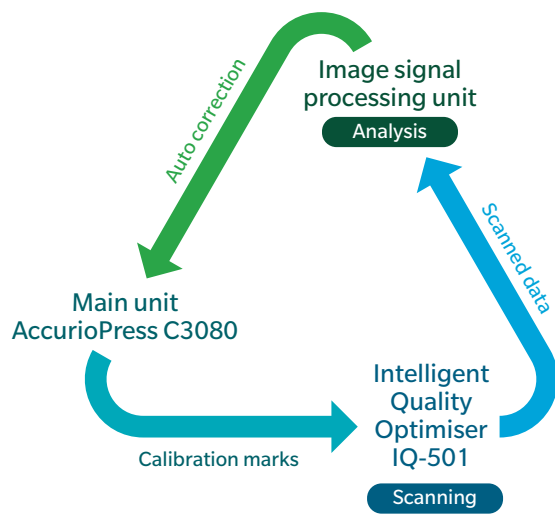 Image signal
processing unit
Analysis
Auto correction
Scanned data
Main unit
AccurioPress C3080
Intelligent
Quality
Optimiser
IQ-501
Calibration marks
Scanning